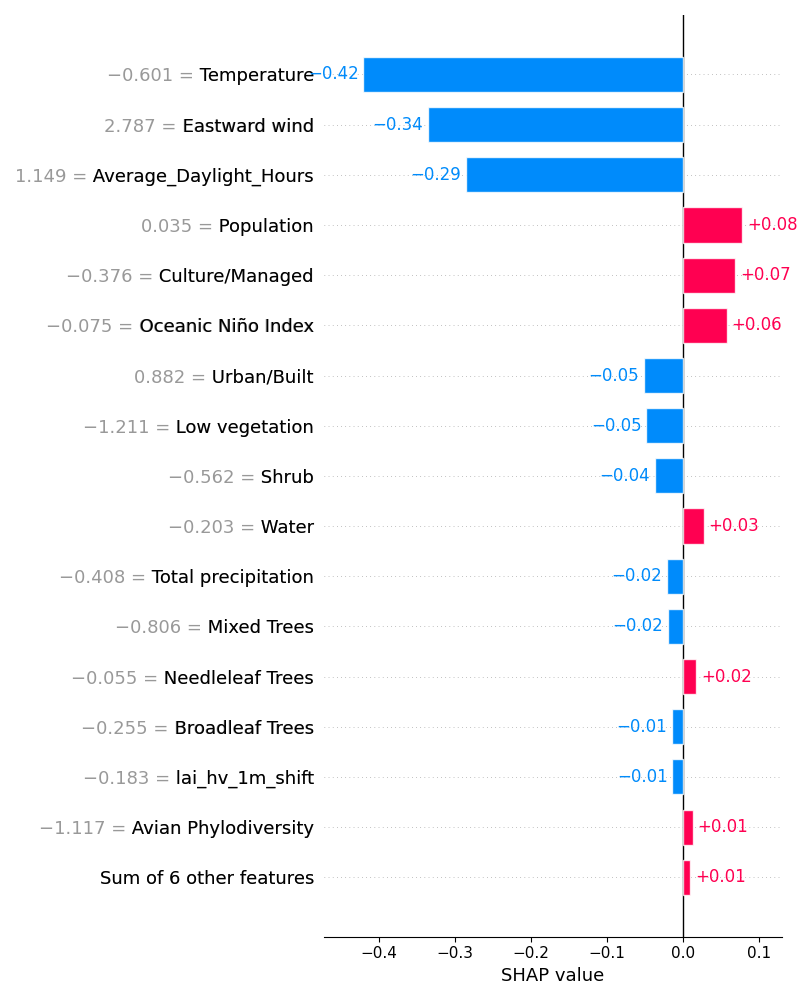 −0.601 = Temperature −0.42
2.787 = Eastward wind −0.34
1.149 = Average_Daylight_Hours −0.29
0.035 = Population +0.08
−0.376 = Culture/Managed +0.07
−0.075 = Oceanic Niño Index +0.06
0.882 = Urban/Built −0.05
−1.211 = Low vegetation −0.05
−0.562 = Shrub −0.04
−0.203 = Water +0.03
−0.408 = Total precipitation −0.02
−0.806 = Mixed Trees −0.02
−0.055 = Needleleaf Trees +0.02
−0.255 = Broadleaf Trees −0.01
−0.183 = lai_hv_1m_shift −0.01
−1.117 = Avian Phylodiversity +0.01
Sum of 6 other features +0.01
−0.4 −0.3 −0.2 −0.1 0.0 0.1
SHAP value